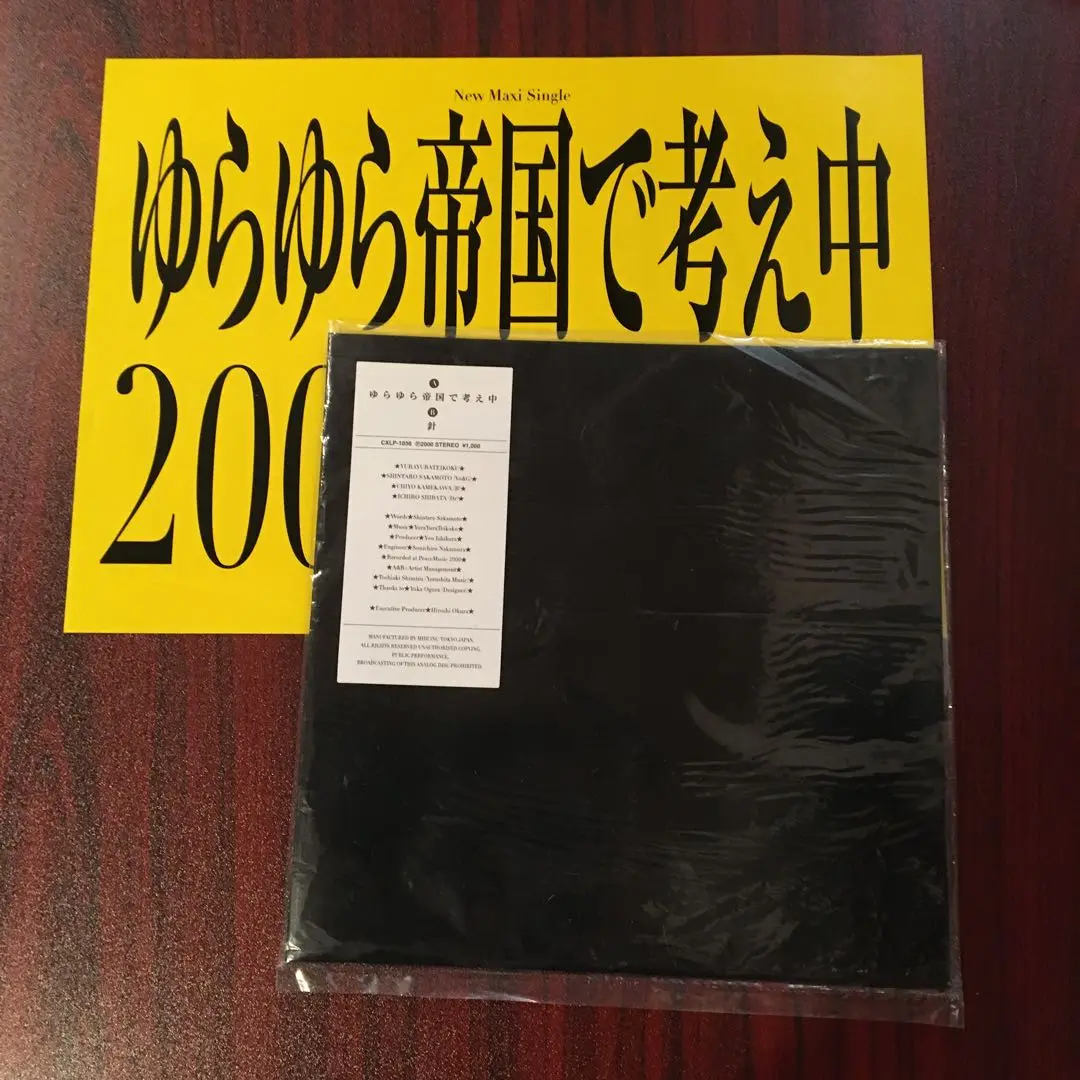 New Maxi Single
ゆらゆら帝国で考え中
200
A
ゆらゆら帝国で考え中
B
針
CXLP-1036 ℗2000 STEREO ¥1,000
★YURAYURATEIKOKU★
★SHINTARO SAKAMOTO/Vo&G/★
★CHIYO KAMEKAWA/B/★
★ICHIRO SHIBATA/Ds/★
★Words★Shintaro Sakamoto★
★Music★YuraYuraTeikoku★
★Producer★You Ishihara★
★Engineer★Souichiro Nakamura★
★Recorded at PeaceMusic 2000★
★A&R/Artist Management★
★Toshiaki Shimizu/Yamashita Music/★
★Thanks to★Yuka Ogura/Designer/★
★Executive Producer★Hiroshi Okura★
MANUFACTURED BY MIDI INC/TOKYO JAPAN.
ALL RIGHTS RESERVED UNAUTHORISED COPYING,
PUBLIC PERFORMANCE,
BROADCASTING OF THIS ANALOG DISC PROHIBITED.